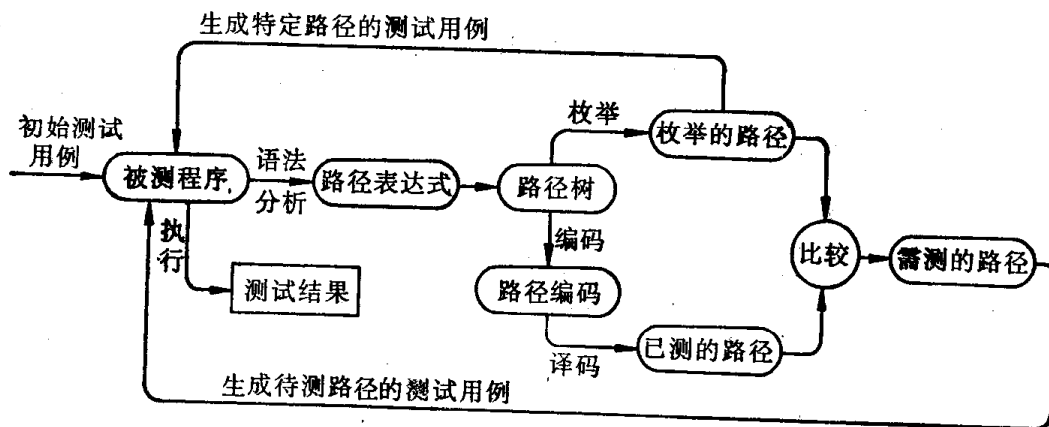 生成特定路径的测试用例
初始测试
用例
枚举
枚举的路径
被测程序
语法
分析
路径表达式
路径树
执行
行
编码
比较
需测的路径
测试结果
路径编码
译码
已测的路径
生成待测路径的测试用例